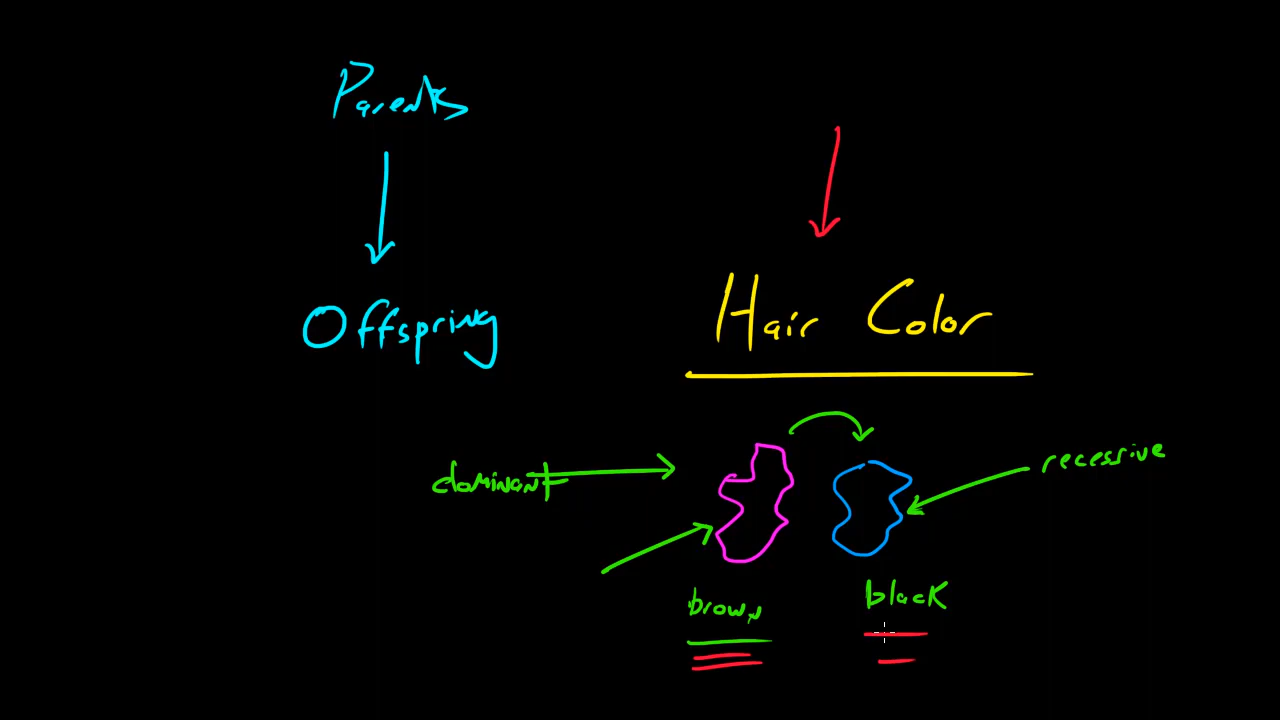 Parents
Offspring
Hair Color
dominant
recessive
brown
black